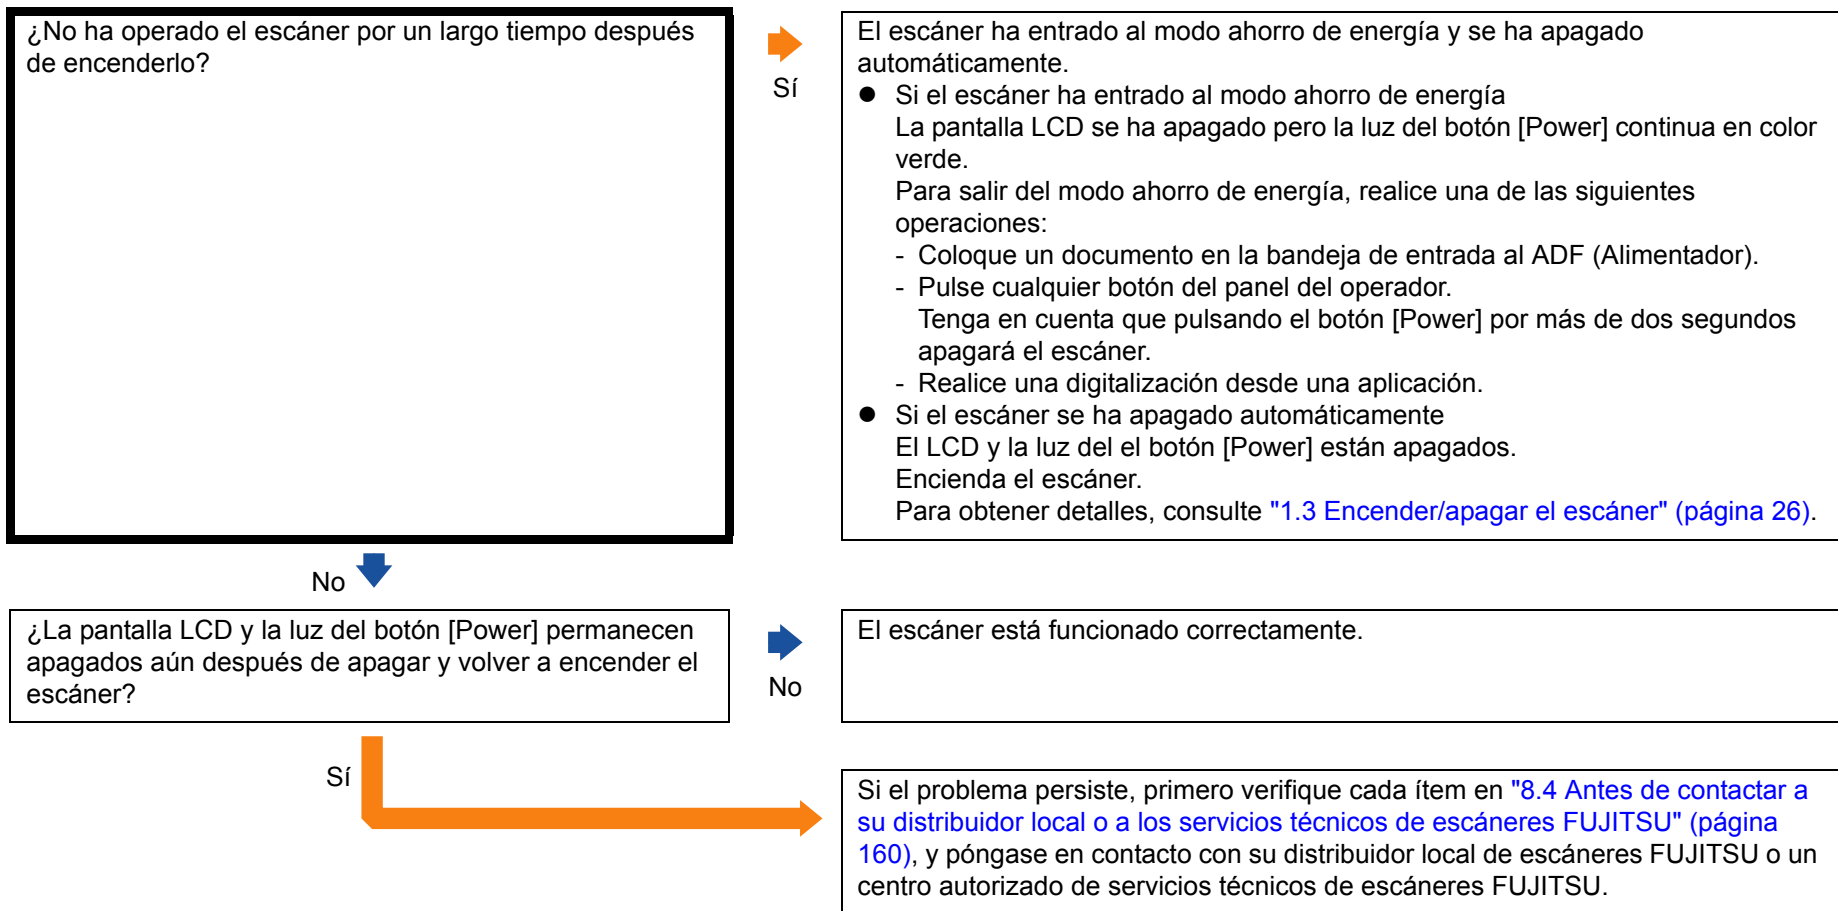 ¿No ha operado el escáner por un largo tiempo después
de encenderlo?
Sí
El escáner ha entrado al modo ahorro de energía y se ha apagado
automáticamente.
● Si el escáner ha entrado al modo ahorro de energía
La pantalla LCD se ha apagado pero la luz del botón [Power] continua en color
verde.
Para salir del modo ahorro de energía, realice una de las siguientes
operaciones:
- Coloque un documento en la bandeja de entrada al ADF (Alimentador).
- Pulse cualquier botón del panel del operador.
Tenga en cuenta que pulsando el botón [Power] por más de dos segundos
apagará el escáner.
- Realice una digitalización desde una aplicación.
● Si el escáner se ha apagado automáticamente
El LCD y la luz del el botón [Power] están apagados.
Encienda el escáner.
Para obtener detalles, consulte "1.3 Encender/apagar el escáner" (página 26).
No
¿La pantalla LCD y la luz del botón [Power] permanecen
apagados aún después de apagar y volver a encender el
escáner?
No
El escáner está funcionado correctamente.
Sí
Si el problema persiste, primero verifique cada ítem en "8.4 Antes de contactar a
su distribuidor local o a los servicios técnicos de escáneres FUJITSU" (página
160), y póngase en contacto con su distribuidor local de escáneres FUJITSU o un
centro autorizado de servicios técnicos de escáneres FUJITSU.